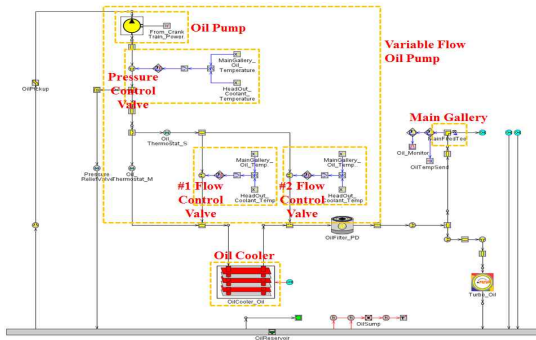 Oil Pump
From_Crank
Train_Power
Variable Flow
Oil Pump
MainGallery_
Oil_
Temperature
HeadOut_
Coolant_
Temperature
Pressure
Control
Valve
OilPickup
Main Gallery
MainFeedToo
Oil_Monitor
OilTempSend
Oil_
Thermostat_S
Pressure
ReliefValve
Oil_
Thermostat_M
MainGallery_
Oil_Temp
HeadOut_
Coolant_Temp
#1 Flow
Control
Valve
MainGallery_
Oil_Temp
HeadOut_
Coolant_Temp
#2 Flow
Control
Valve
OilFilter_PD
Oil Cooler
OilCooler_Oil
Turbo_Oil
OilSump
OilReservoir